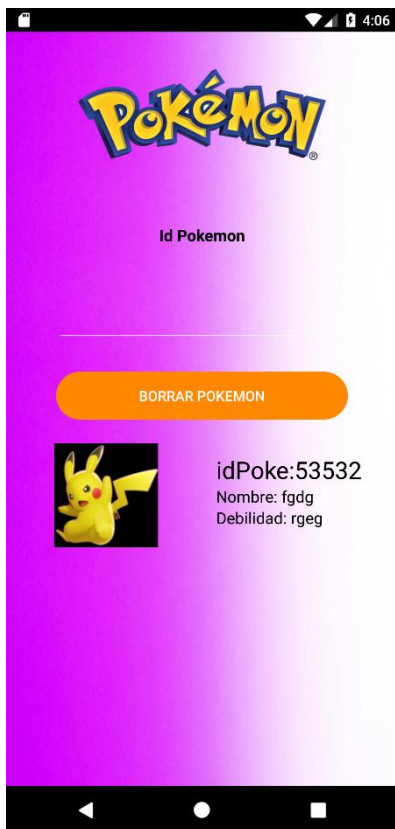 4:06
POKéMON
®
Id Pokemon
BORRAR POKEMON
idPoke:53532
Nombre: fgdg
Debilidad: rgeg